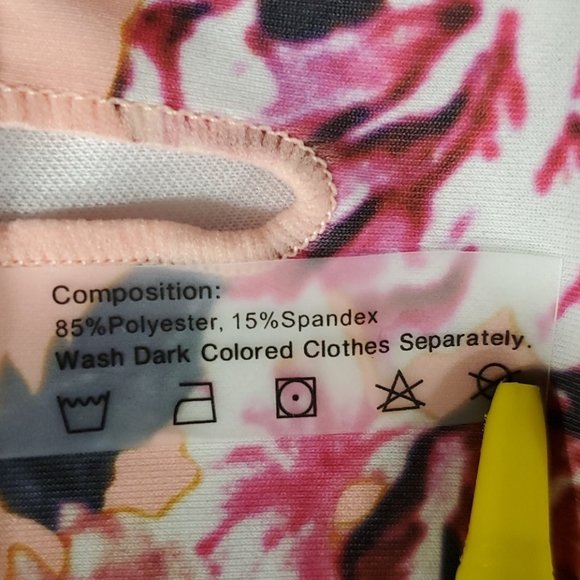 Composition:
85%Polyester, 15%Spandex
Wash Dark Colored Clothes Separately.